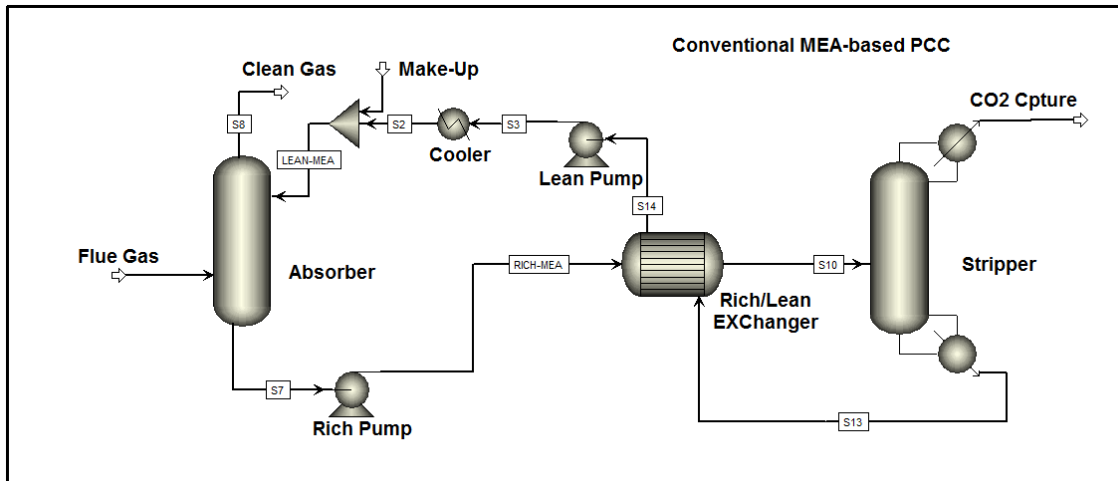 Conventional MEA-based PCC
Clean Gas
Make-Up
CO2 Cpture
S8
S2
S3
Cooler
LEAN-MEA
Lean Pump
S14
Flue Gas
Absorber
RICH-MEA
S10
Stripper
Rich/Lean
EXChanger
S7
Rich Pump
S13